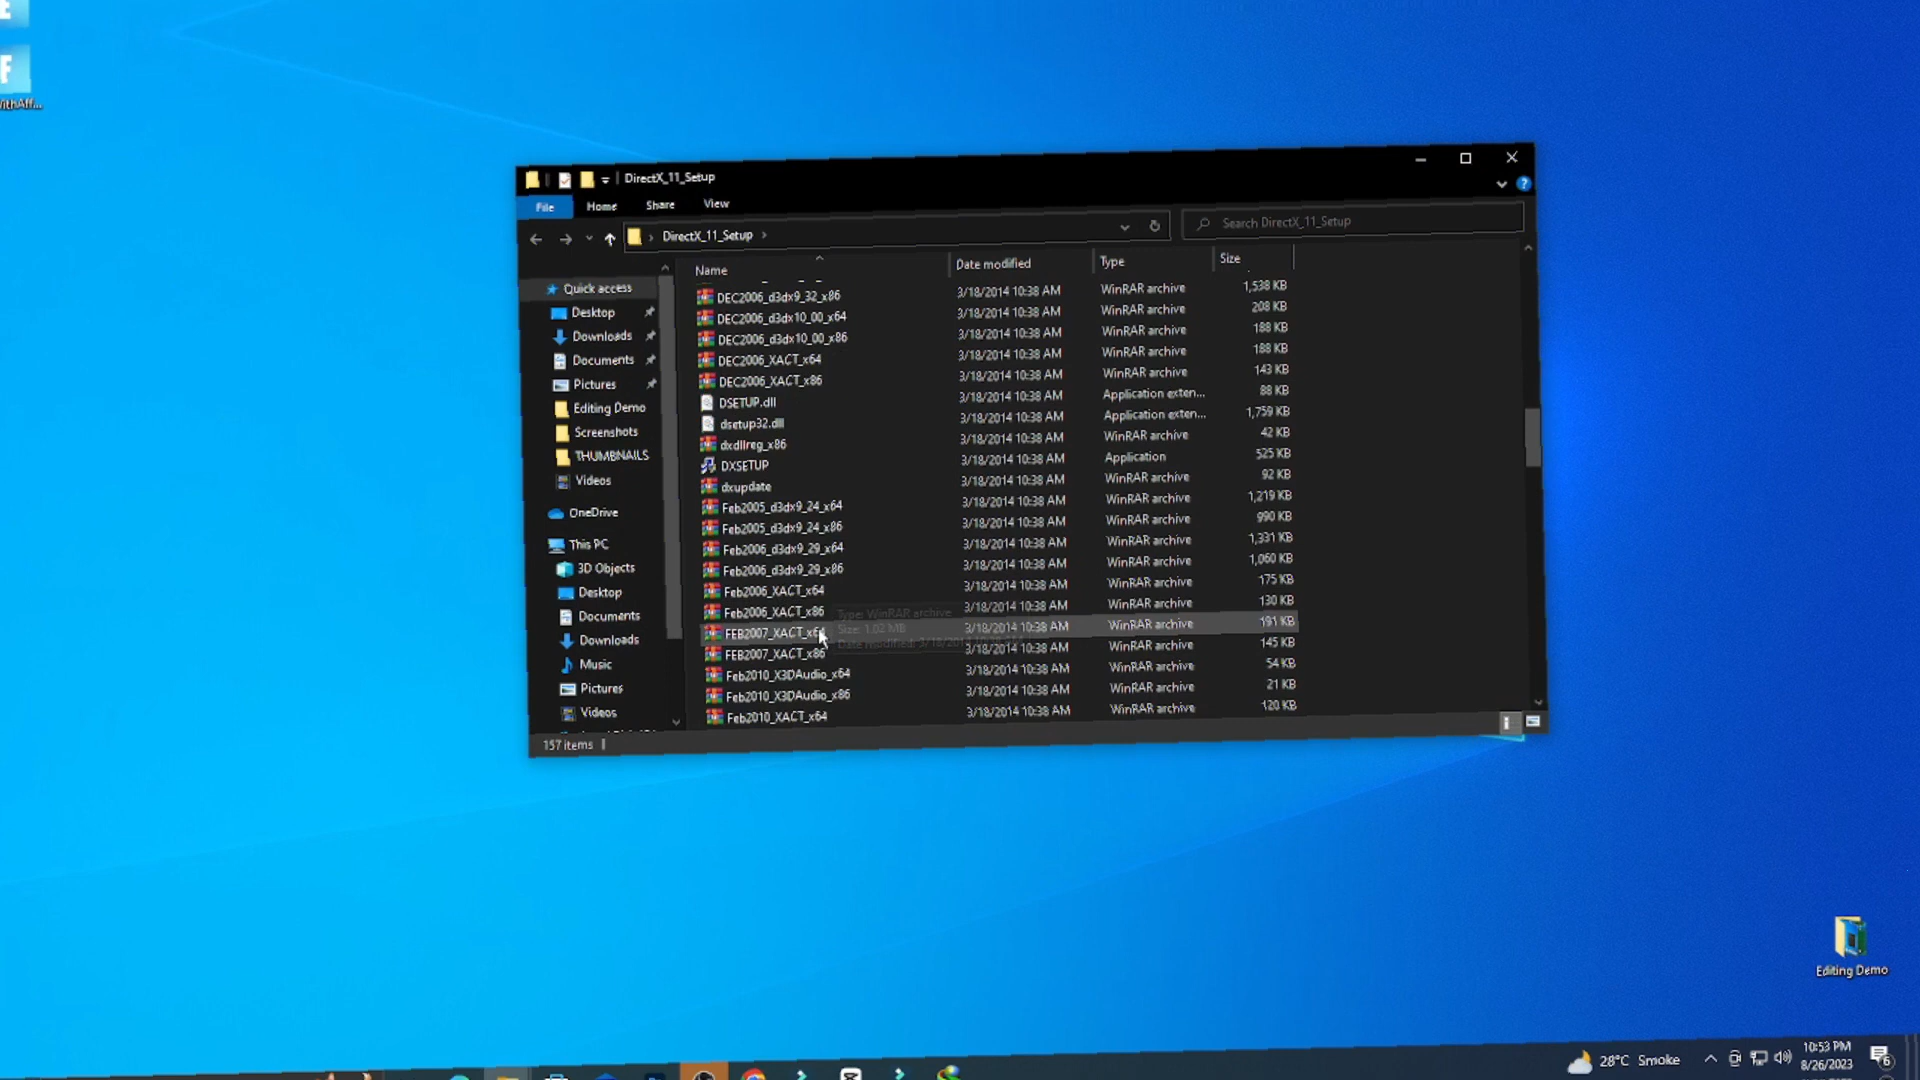 DirectX_11_Setup
File Home Share View
DirectX_11_Setup
Search DirectX_11_Setup
Name Date modified Type Size
DEC2006_d3dx9_32_x86 3/18/2014 10:38 AM WinRAR archive 1,538 KB
DEC2006_d3dx10_00_x64 3/18/2014 10:38 AM WinRAR archive 208 KB
DEC2006_d3dx10_00_x86 3/18/2014 10:38 AM WinRAR archive 188 KB
DEC2006_XACT_x64 3/18/2014 10:38 AM WinRAR archive 188 KB
DEC2006_XACT_x86 3/18/2014 10:38 AM WinRAR archive 143 KB
DSETUP.dll 3/18/2014 10:38 AM Application exten... 88 KB
dsetup32.dll 3/18/2014 10:38 AM Application exten... 1,759 KB
dxdllreg_x86 3/18/2014 10:38 AM WinRAR archive 42 KB
DXSETUP 3/18/2014 10:38 AM Application 525 KB
dxupdate 3/18/2014 10:38 AM WinRAR archive 92 KB
Feb2005_d3dx9_24_x64 3/18/2014 10:38 AM WinRAR archive 1,219 KB
Feb2005_d3dx9_24_x86 3/18/2014 10:38 AM WinRAR archive 990 KB
Feb2006_d3dx9_29_x64 3/18/2014 10:38 AM WinRAR archive 1,331 KB
Feb2006_d3dx9_29_x86 3/18/2014 10:38 AM WinRAR archive 1,060 KB
Feb2006_XACT_x64 3/18/2014 10:38 AM WinRAR archive 175 KB
Feb2006_XACT_x86 3/18/2014 10:38 AM WinRAR archive 130 KB
FEB2007_XACT_x64 3/18/2014 10:38 AM WinRAR archive 191 KB
FEB2007_XACT_x86 3/18/2014 10:38 AM WinRAR archive 145 KB
Feb2010_X3DAudio_x64 3/18/2014 10:38 AM WinRAR archive 54 KB
Feb2010_X3DAudio_x86 3/18/2014 10:38 AM WinRAR archive 21 KB
Feb2010_XACT_x64 3/18/2014 10:38 AM WinRAR archive 120 KB
Type: WinRAR archive
Size: 1.02 MB
Date modified:
Quick access
Desktop
Downloads
Documents
Pictures
Editing Demo
Screenshots
THUMBNAILS
Videos
OneDrive
This PC
3D Objects
Desktop
Documents
Downloads
Music
Pictures
Videos
157 items
Editing Demo
28°C Smoke
10:53 PM
8/26/2023
6